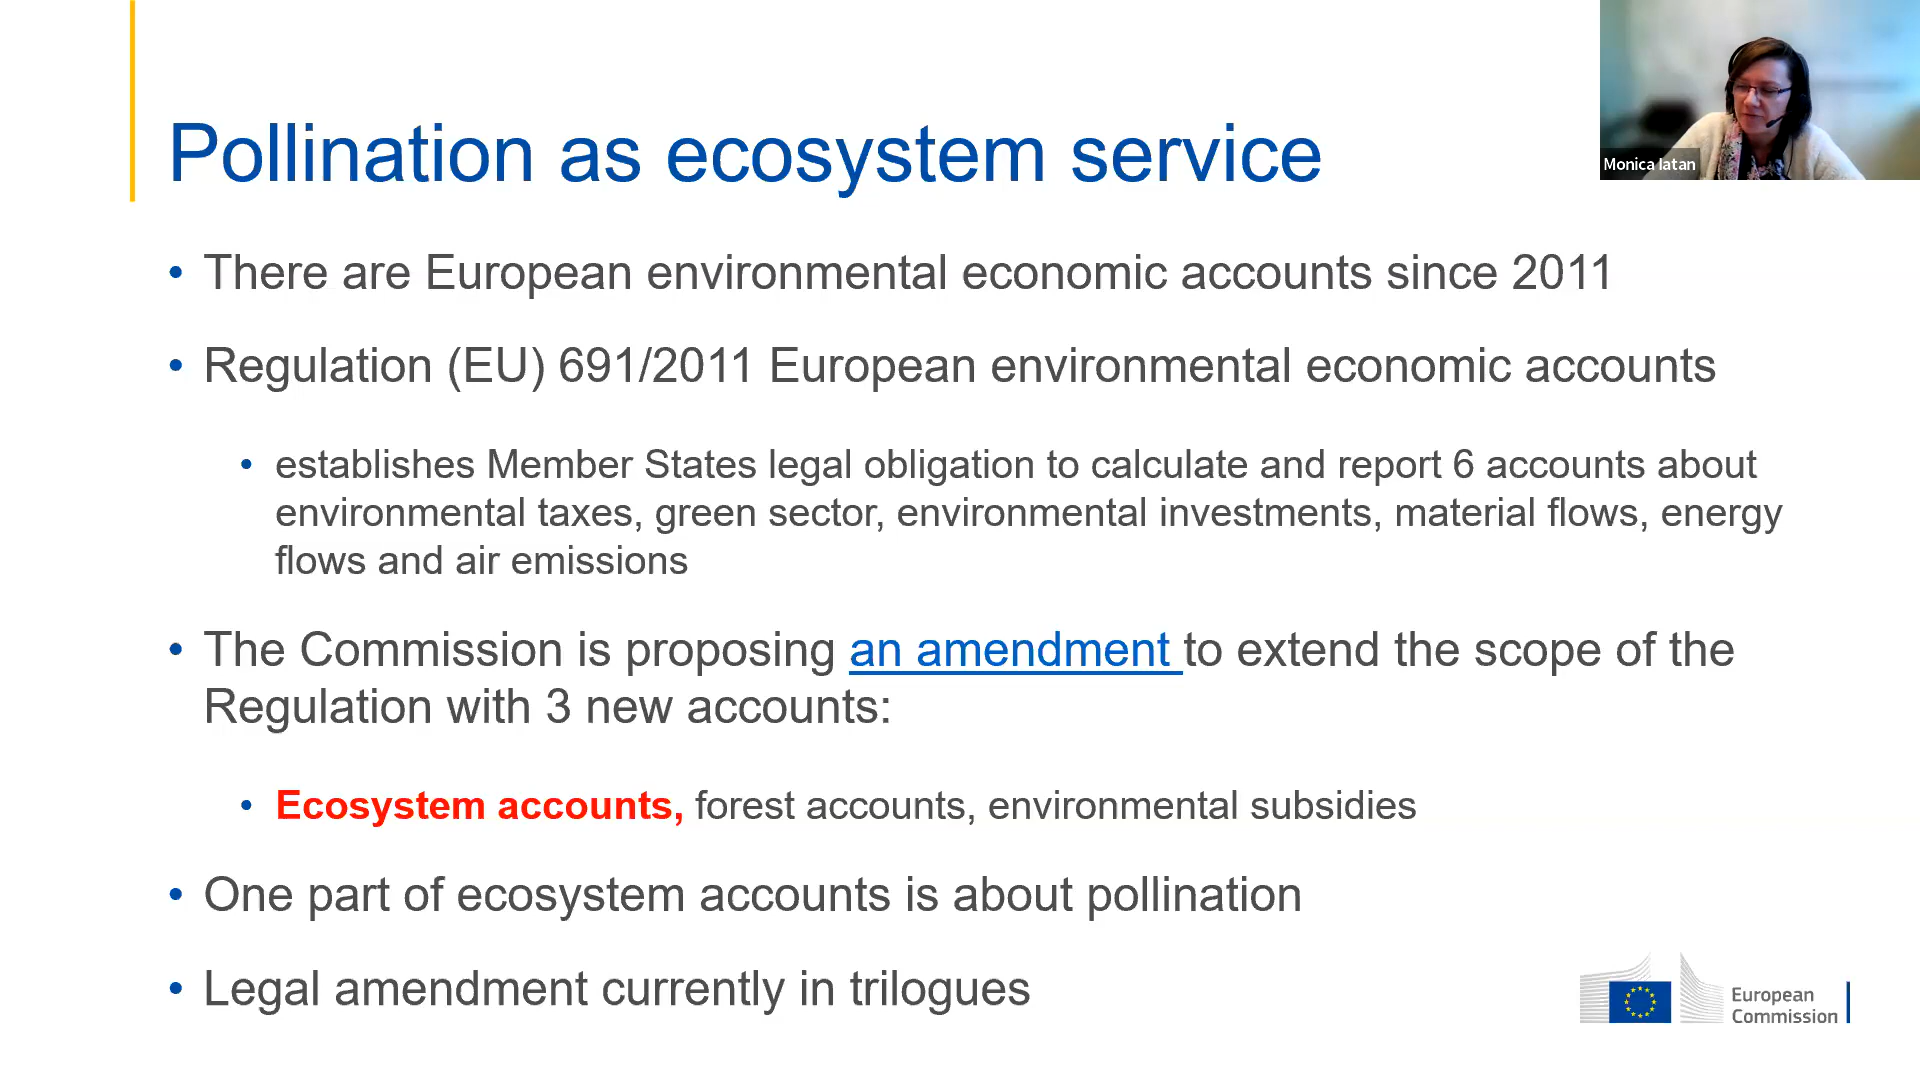 Pollination as ecosystem service
Monica Iatan
• There are European environmental economic accounts since 2011
• Regulation (EU) 691/2011 European environmental economic accounts
• establishes Member States legal obligation to calculate and report 6 accounts about
environmental taxes, green sector, environmental investments, material flows, energy
flows and air emissions
• The Commission is proposing an amendment to extend the scope of the
Regulation with 3 new accounts:
• Ecosystem accounts, forest accounts, environmental subsidies
• One part of ecosystem accounts is about pollination
• Legal amendment currently in trilogues
European
Commission